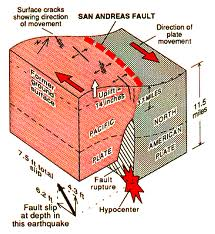 Surface cracks
showing direction
of movement
SAN ANDREAS FAULT
Direction of
plate movement
Former
ground
surface
Uplift
14 inches
11 MILES
PACIFIC
PLATE
NORTH
AMERICAN
PLATE
11.5
miles
7.5 ft total
slip
6.2 ft
4.3 ft
Fault
rupture
Fault slip
at depth in
this earthquake
Hypocenter